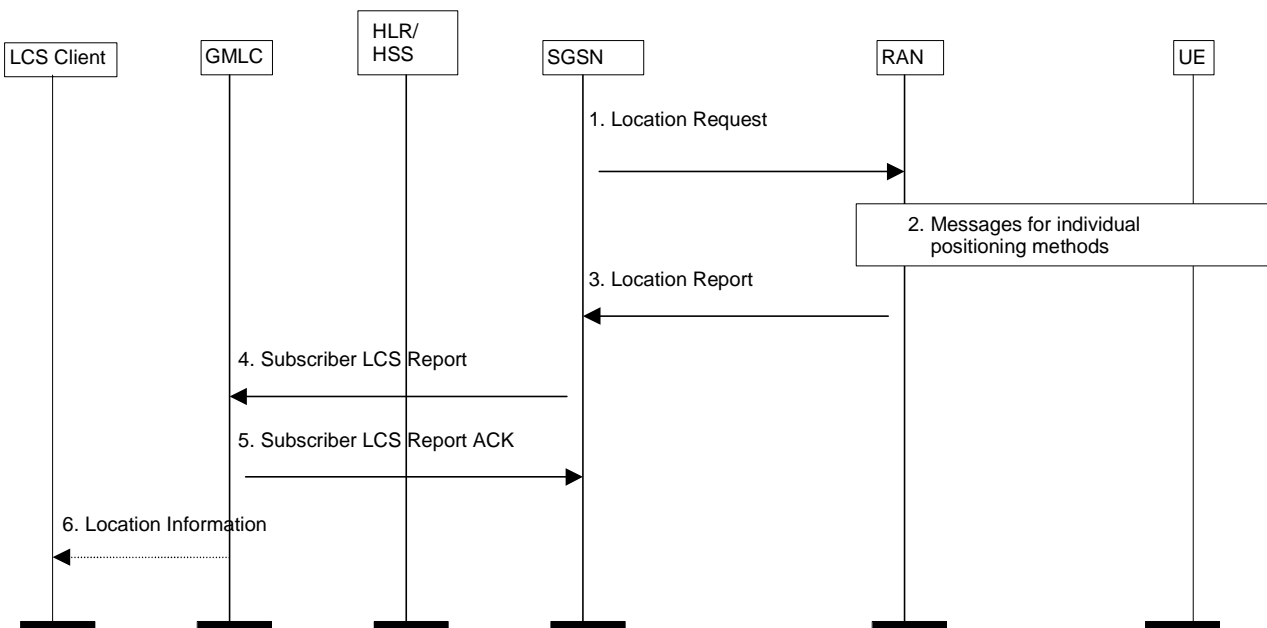 HLR/
HSS
LCS Client
GMLC
SGSN
RAN
UE
1. Location Request
2. Messages for individual
positioning methods
3. Location Report
4. Subscriber LCS Report
5. Subscriber LCS Report ACK
6. Location Information